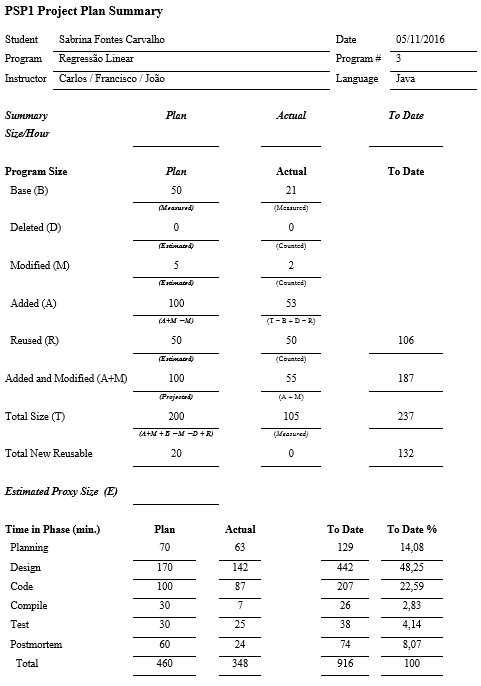 PSP1 Project Plan Summary
Student Sabrina Fontes Carvalho Date 05/11/2016
Program Regressão Linear Program # 3
Instructor Carlos / Francisco / João Language Java
Summary Plan Actual To Date
Size/Hour
Program Size Plan Actual To Date
Base (B) 50 21
(Measured) (Measured)
Deleted (D) 0 0
(Estimated) (Counted)
Modified (M) 5 2
(Estimated) (Counted)
Added (A) 100 53
(A+M −M) (T − B + D − R)
Reused (R) 50 50 106
(Estimated) (Counted)
Added and Modified (A+M) 100 55 187
(Projected) (A + M)
Total Size (T) 200 105 237
(A+M + B −M −D + R) (Measured)
Total New Reusable 20 0 132
Estimated Proxy Size (E)
Time in Phase (min.) Plan Actual To Date To Date %
Planning 70 63 129 14,08
Design 170 142 442 48,25
Code 100 87 207 22,59
Compile 30 7 26 2,83
Test 30 25 38 4,14
Postmortem 60 24 74 8,07
Total 460 348 916 100